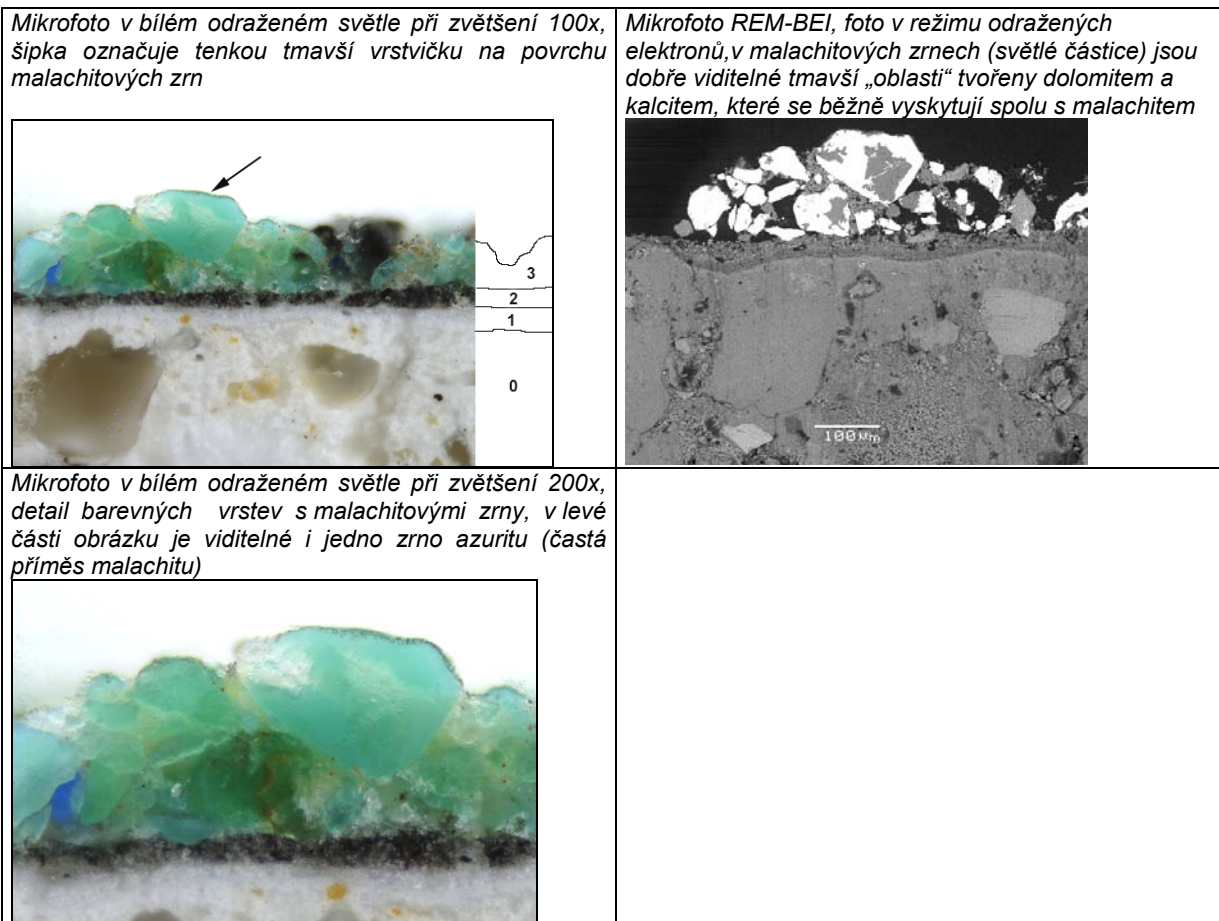 Mikrofoto v bílém odraženém světle při zvětšení 100x,
šipka označuje tenkou tmavší vrstvičku na povrchu
malachitových zrn
3
2
1
0
Mikrofoto REM-BEI, foto v režimu odražených
elektronů,v malachitových zrnech (světlé částice) jsou
dobře viditelné tmavší „oblasti“ tvořeny dolomitem a
kalcitem, které se běžně vyskytují spolu s malachitem
100µm
Mikrofoto v bílém odraženém světle při zvětšení 200x,
detail barevných vrstev s malachitovými zrny, v levé
části obrázku je viditelné i jedno zrno azuritu (častá
příměs malachitu)